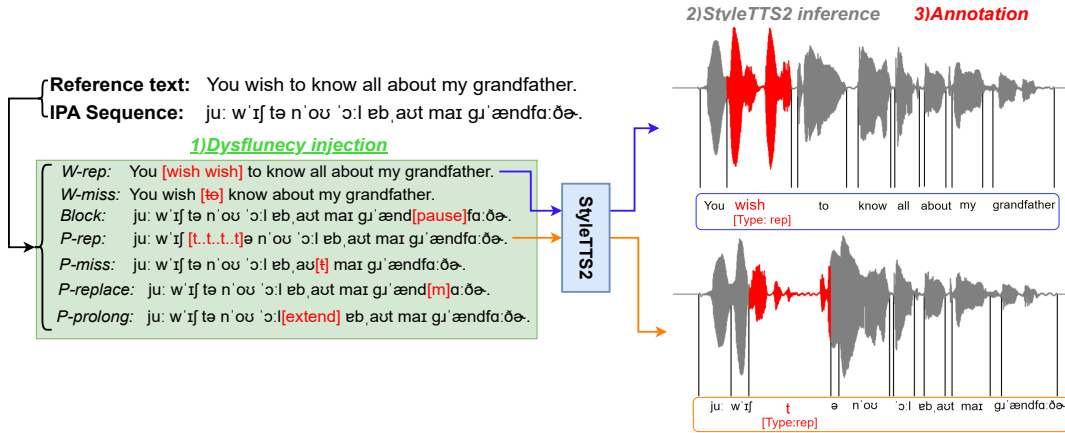 2)StyleTTS2 inference
3)Annotation
Reference text: You wish to know all about my grandfather.
IPA Sequence: juː wˈɪʃ tə nˈoʊ ˈɔːl ɐbˌaʊt maɪ ɡɹˈændfɑːðɚ.
1)Dysflunecy injection
W-rep: You [wish wish] to know all about my grandfather.
W-miss: You wish [to] know about my grandfather.
Block: juː wˈɪʃ tə nˈoʊ ˈɔːl ɐbˌaʊt maɪ ɡɹˈænd[pause]fɑːðɚ.
P-rep: juː wˈɪʃ [t..t..t..t]ə nˈoʊ ˈɔːl ɐbˌaʊt maɪ ɡɹˈændfɑːðɚ.
P-miss: juː wˈɪʃ tə nˈoʊ ˈɔːl ɐbˌaʊ[t] maɪ ɡɹˈændfɑːðɚ.
P-replace: juː wˈɪʃ tə nˈoʊ ˈɔːl ɐbˌaʊt maɪ ɡɹˈænd[m]ɑːðɚ.
P-prolong: juː wˈɪʃ tə nˈoʊ ˈɔːl[extend] ɐbˌaʊt maɪ ɡɹˈændfɑːðɚ.
StyleTTS2
You wish to know all about my grandfather
[Type: rep]
juː wˈɪʃ t ə nˈoʊ ˈɔːl ɐbˌaʊt maɪ ɡɹˈændfɑːðɚ
[Type:rep]